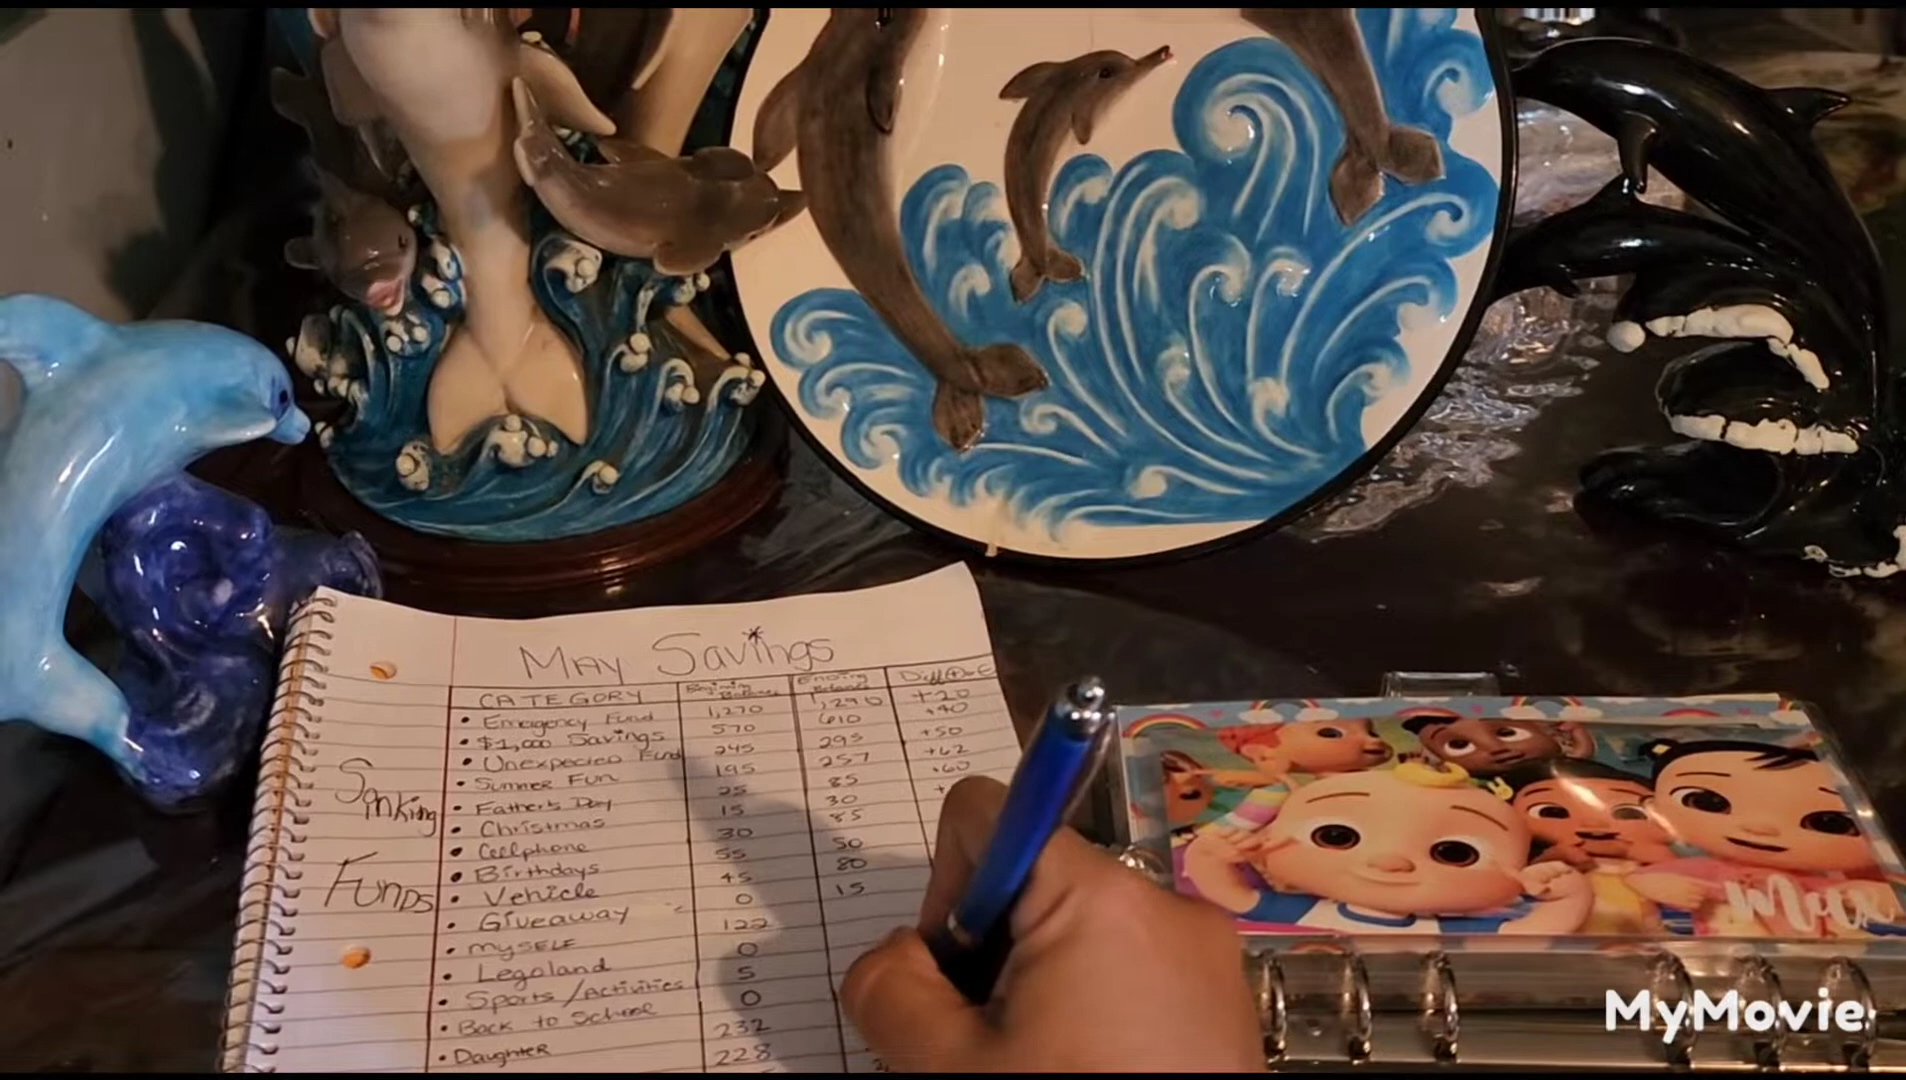 May Savings
CATEGORY Ending Balance
• Emergency Fund 1,270 1,290 +20
• $1,000 Savings 570 610 +40
• Unexpected Fund 245 295 +50
• Summer Fun 195 257 +62
• Father's Day 25 85 +60
• Christmas 15 30 +
• Cellphone 30 85
• Birthdays 55 50
• Vehicle 45 80
• Giveaway 0 15
• mySELF 122
• Legoland 0
• Sports/Activities 5
• Back to School 0
• Daughter 232
228
Sinking
Funds
Max
MyMovie